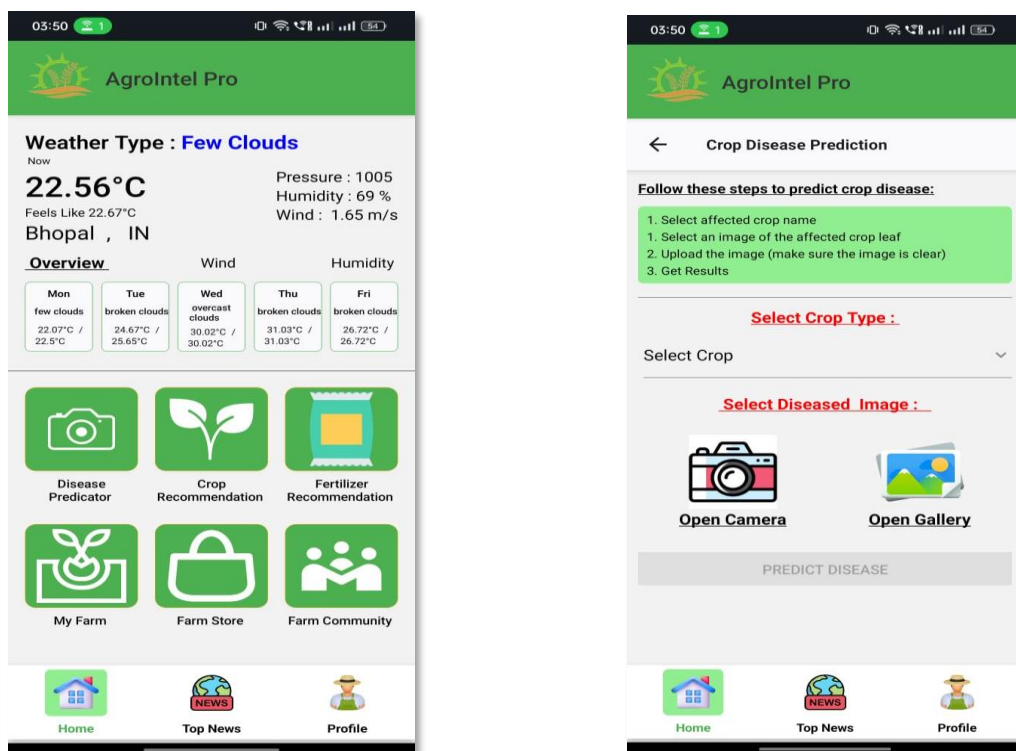 03:50
1
54
AgroIntel Pro
Weather Type : Few Clouds
Now
22.56°C
Feels Like 22.67°C
Bhopal , IN
Pressure : 1005
Humidity : 69 %
Wind : 1.65 m/s
Overview Wind Humidity
Mon
few clouds
22.07°C /
22.5°C
Tue
broken clouds
24.67°C /
25.65°C
Wed
overcast
clouds
30.02°C /
30.02°C
Thu
broken clouds
31.03°C /
31.03°C
Fri
broken clouds
26.72°C /
26.72°C
Disease
Predicator
Crop
Recommendation
Fertilizer
Recommendation
My Farm
Farm Store
Farm Community
Home
NEWS
Top News
Profile
03:50
1
54
AgroIntel Pro
Crop Disease Prediction
Follow these steps to predict crop disease:
1. Select affected crop name
1. Select an image of the affected crop leaf
2. Upload the image (make sure the image is clear)
3. Get Results
Select Crop Type :
Select Crop
Select Diseased Image :
Open Camera
Open Gallery
PREDICT DISEASE
Home
NEWS
Top News
Profile